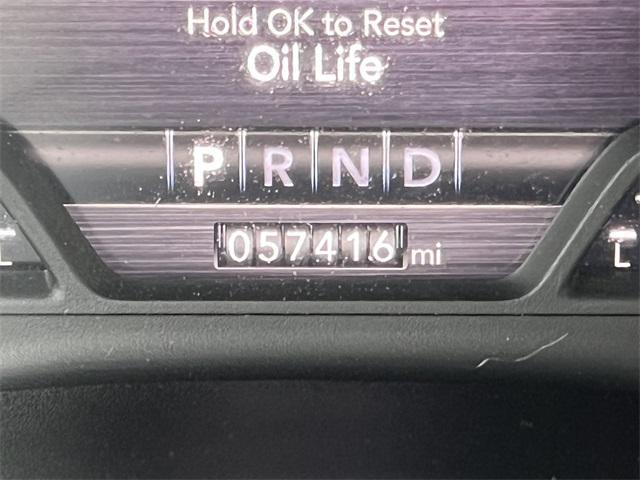 Hold OK to Reset
Oil Life
P R N D
057416 mi
L L